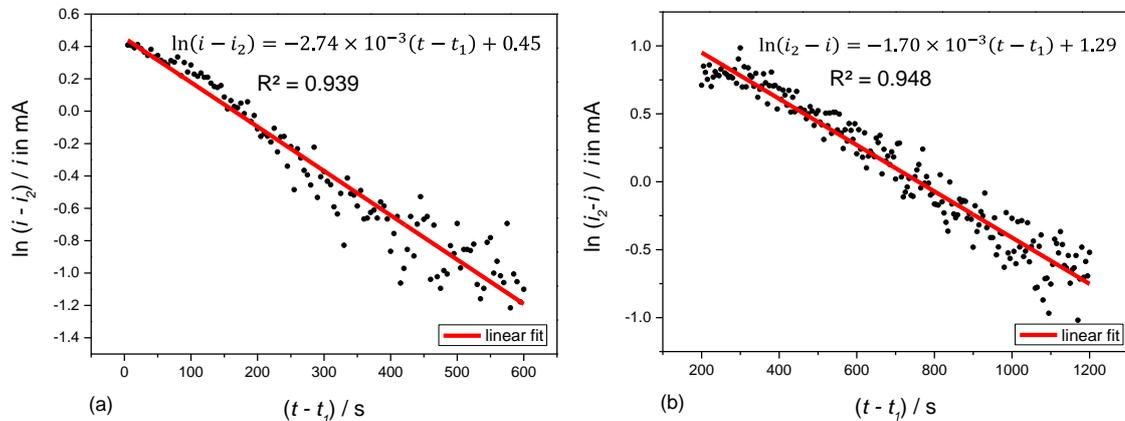 ln(i − i₂) = −2.74 × 10⁻³(t − t₁) + 0.45
R² = 0.939
ln (i - i₂) / i in mA
0.6
0.4
0.2
0.0
-0.2
-0.4
-0.6
-0.8
-1.0
-1.2
-1.4
linear fit
0 100 200 300 400 500 600
(a)
(t - t₁) / s
ln(i₂ − i) = −1.70 × 10⁻³(t − t₁) + 1.29
R² = 0.948
ln (i₂-i) / i in mA
1.0
0.5
0.0
-0.5
-1.0
linear fit
200 400 600 800 1000 1200
(b)
(t - t₁) / s